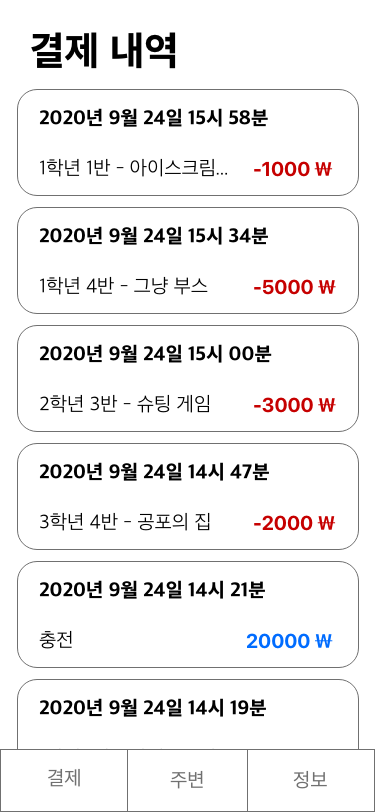 결제 내역
2020년 9월 24일 15시 58분
1학년 1반 - 아이스크림... -1000 ₩
2020년 9월 24일 15시 34분
1학년 4반 - 그냥 부스 -5000 ₩
2020년 9월 24일 15시 00분
2학년 3반 - 슈팅 게임 -3000 ₩
2020년 9월 24일 14시 47분
3학년 4반 - 공포의 집 -2000 ₩
2020년 9월 24일 14시 21분
충전 20000 ₩
2020년 9월 24일 14시 19분
결제 주변 정보